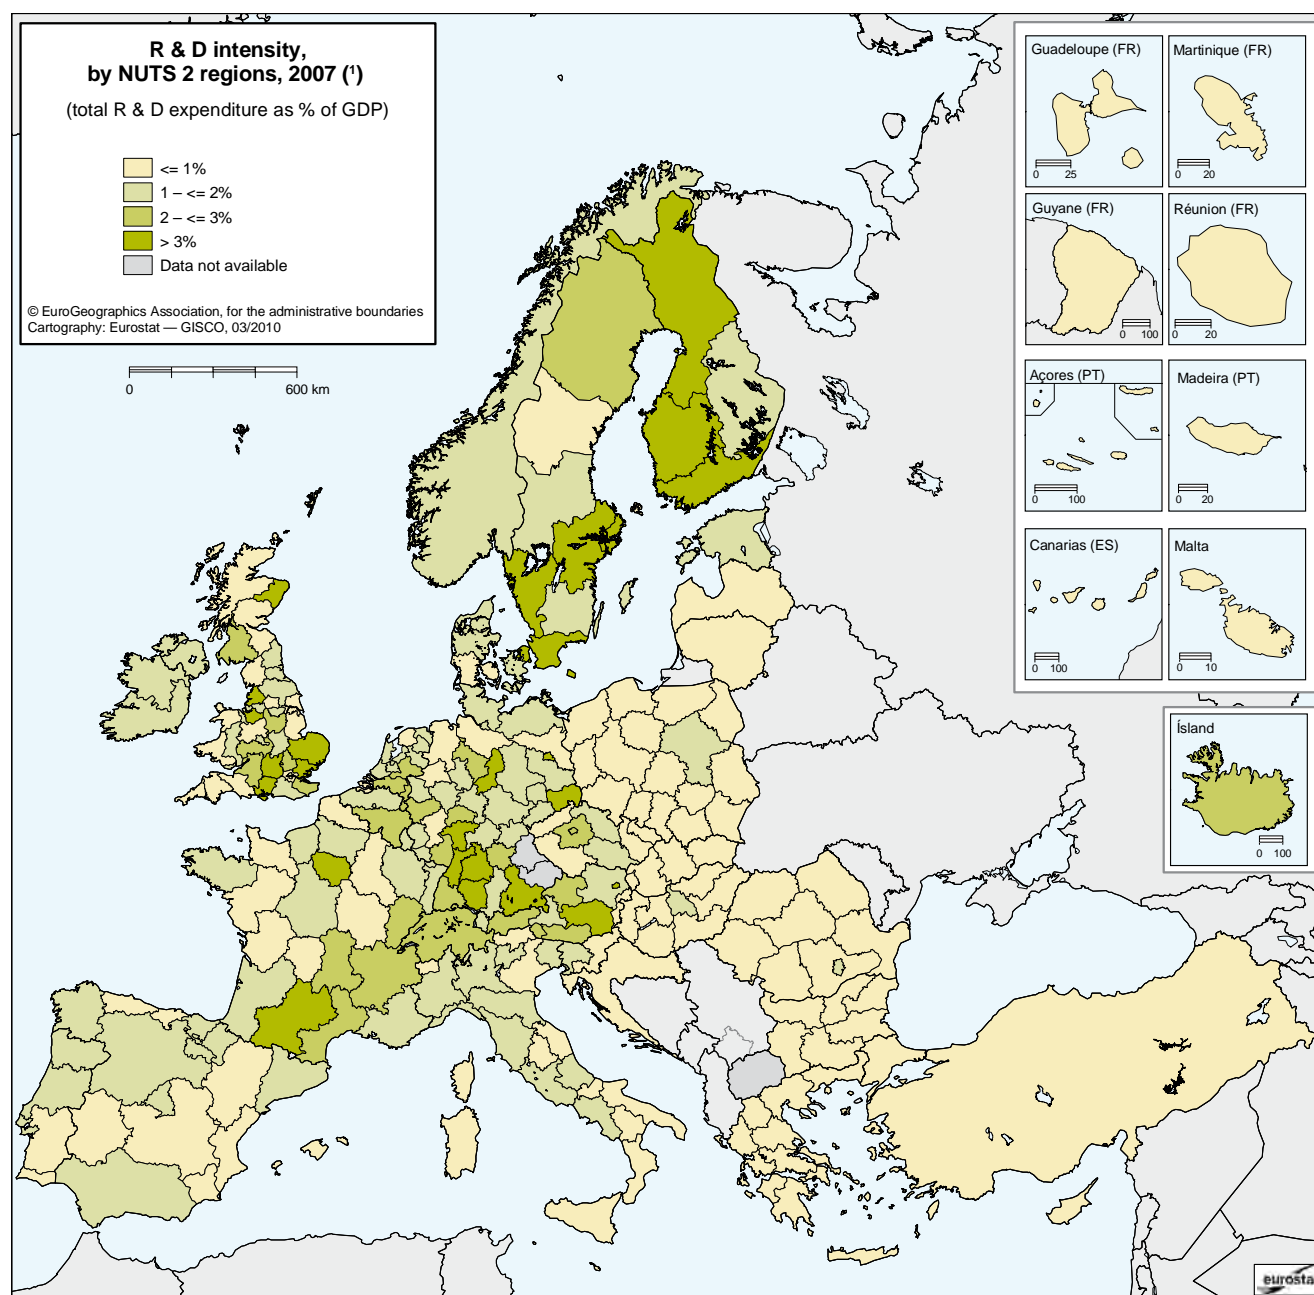 R & D intensity,
by NUTS 2 regions, 2007 (¹)
(total R & D expenditure as % of GDP)
<= 1%
1 – <= 2%
2 – <= 3%
> 3%
Data not available
© EuroGeographics Association, for the administrative boundaries
Cartography: Eurostat — GISCO, 03/2010
0 600 km
Guadeloupe (FR)
0 25
Martinique (FR)
0 20
Guyane (FR)
0 100
Réunion (FR)
0 20
Açores (PT)
0 100
Madeira (PT)
0 20
Canarias (ES)
0 100
Malta
0 10
Ísland
0 100
eurosta